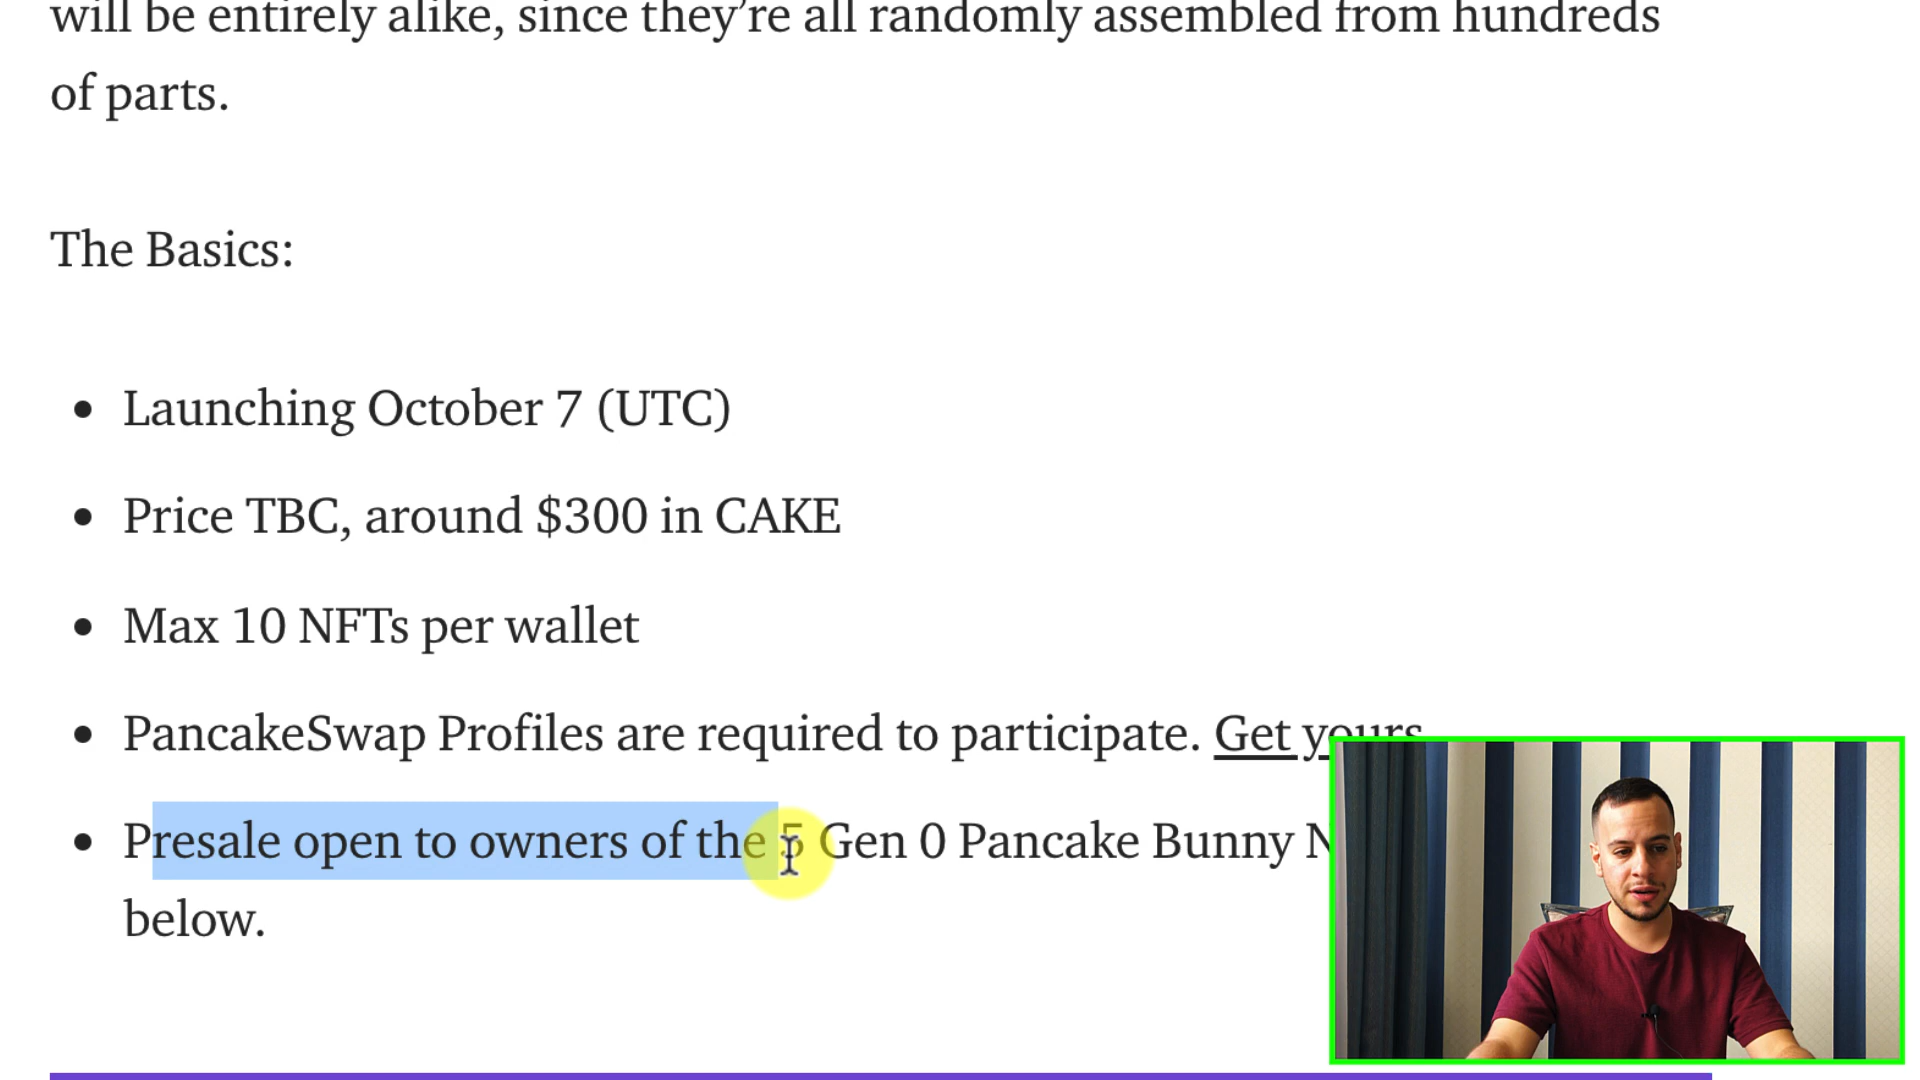 will be entirely alike, since they’re all randomly assembled from hundreds
of parts.
The Basics:
• Launching October 7 (UTC)
• Price TBC, around $300 in CAKE
• Max 10 NFTs per wallet
• PancakeSwap Profiles are required to participate. Get yours
• Presale open to owners of the 5 Gen 0 Pancake Bunny
below.